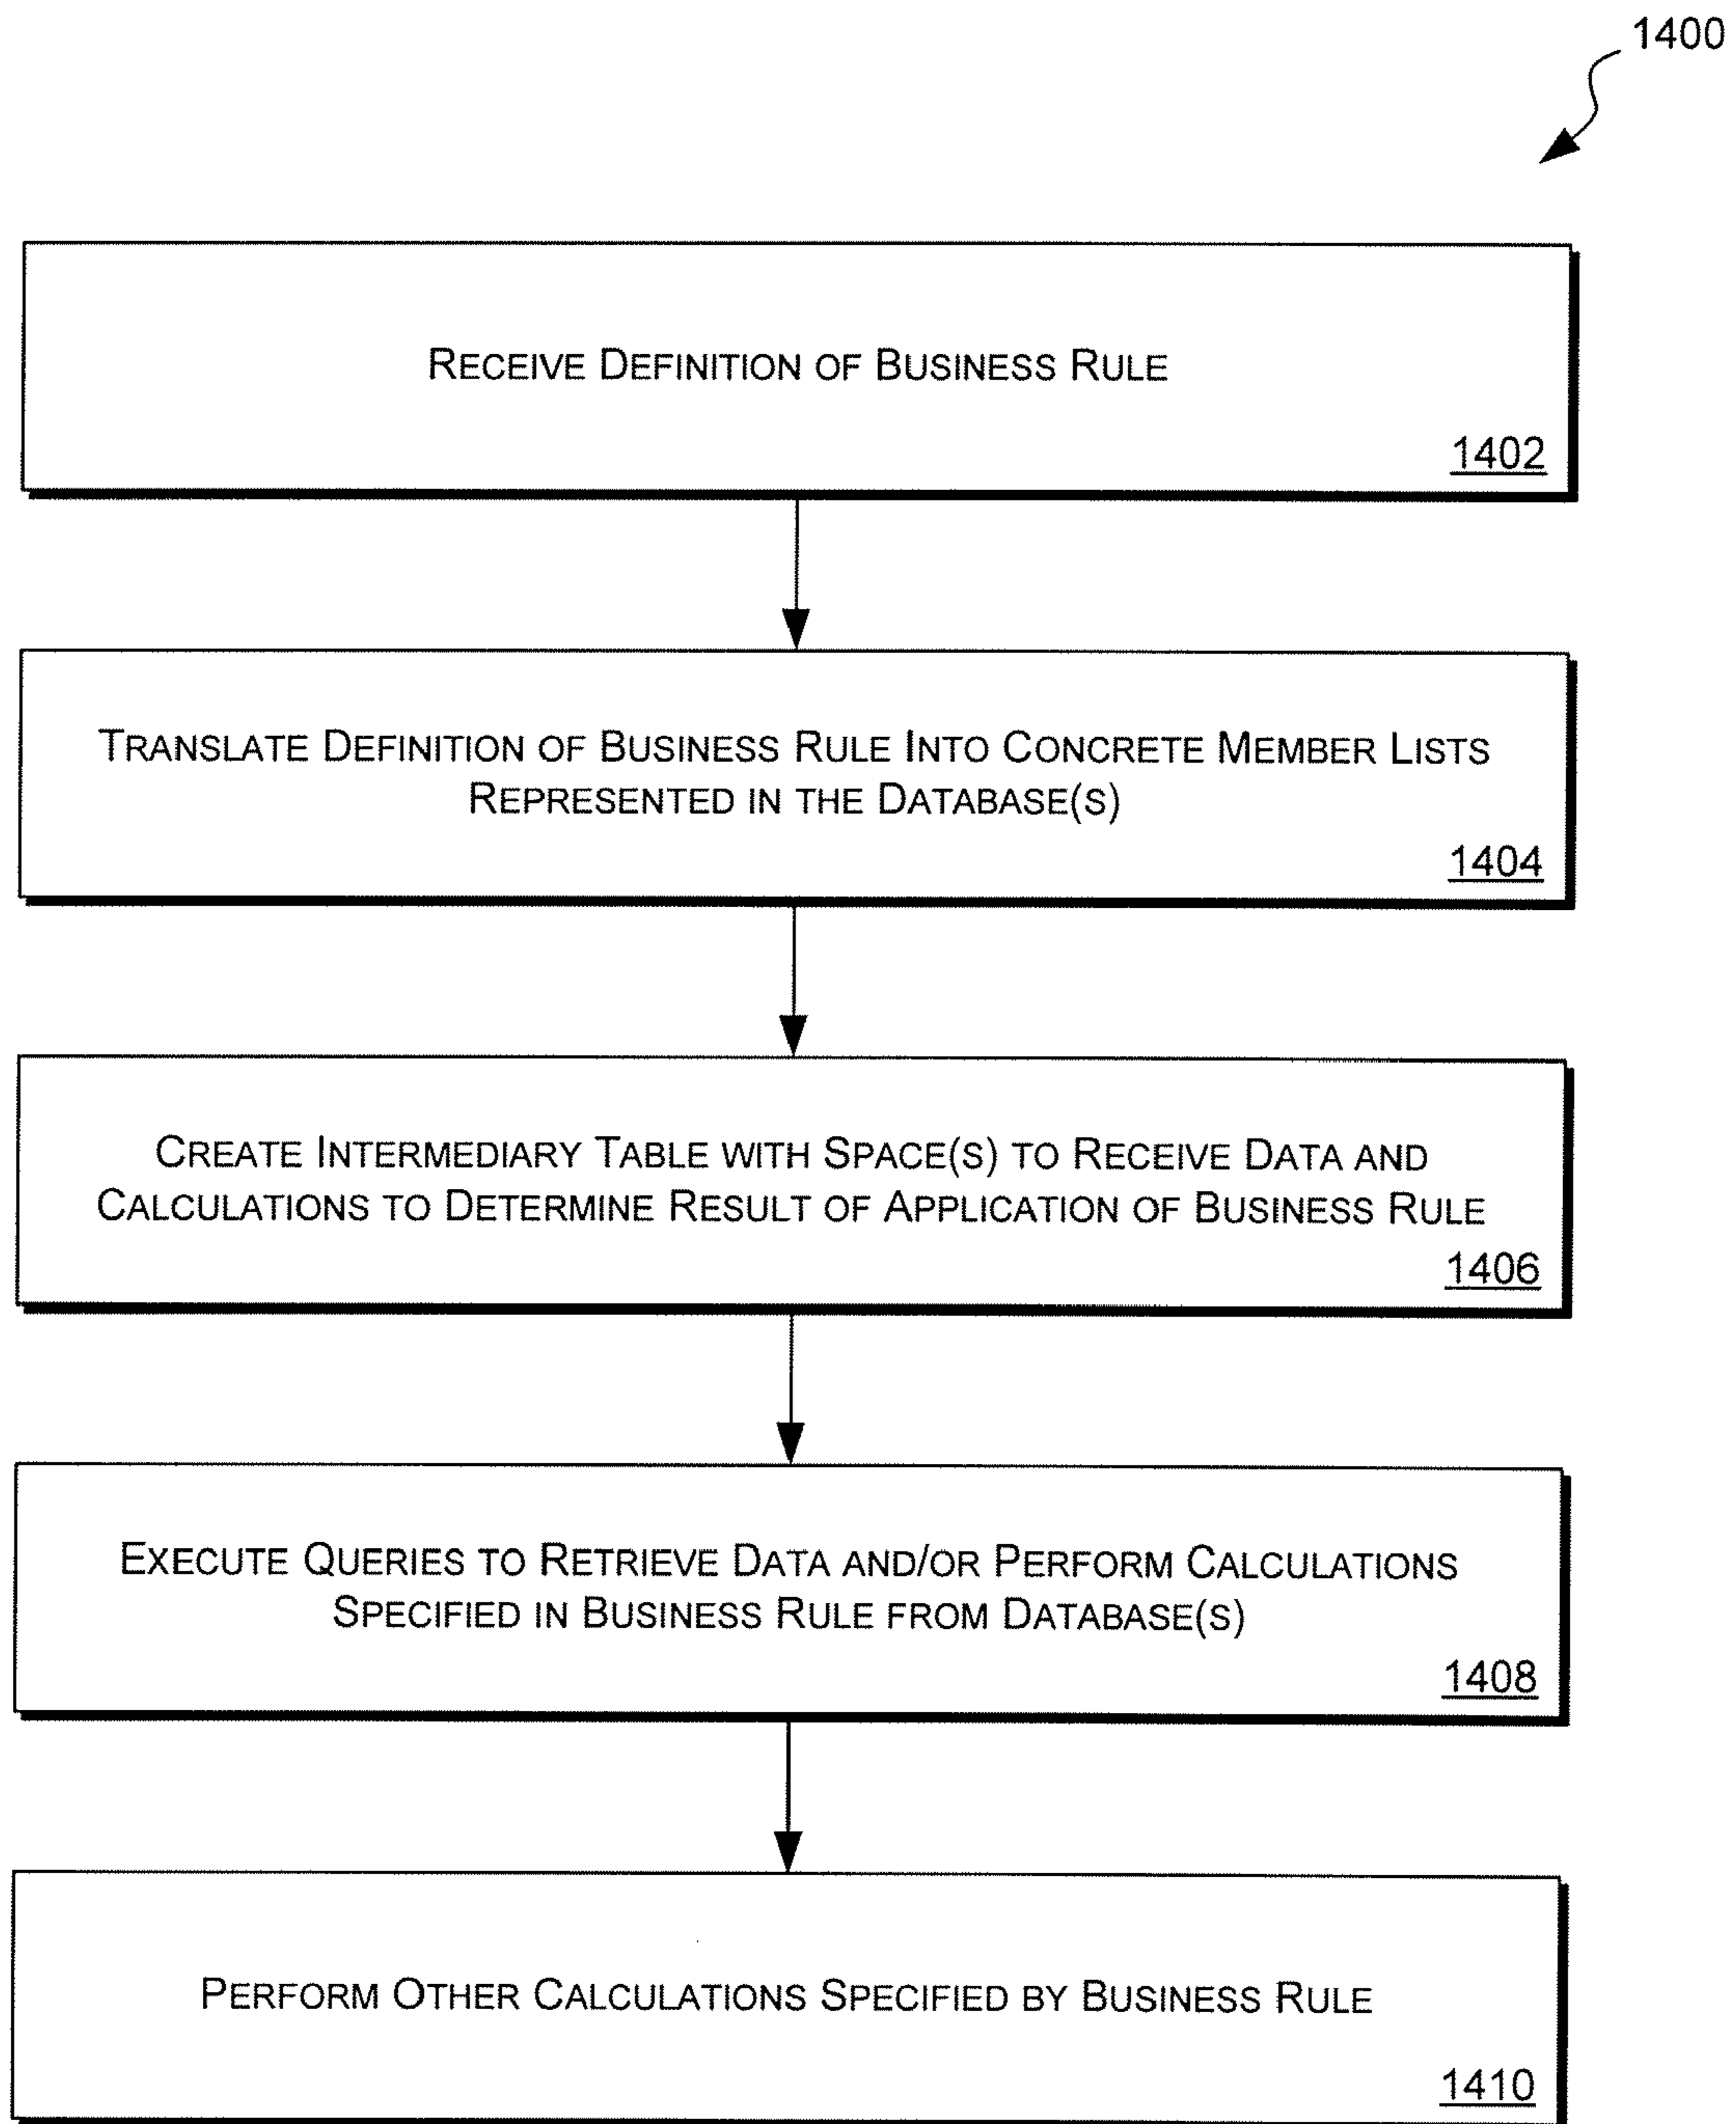 1400
RECEIVE DEFINITION OF BUSINESS RULE
1402
TRANSLATE DEFINITION OF BUSINESS RULE INTO CONCRETE MEMBER LISTS
REPRESENTED IN THE DATABASE(S)
1404
CREATE INTERMEDIARY TABLE WITH SPACE(S) TO RECEIVE DATA AND
CALCULATIONS TO DETERMINE RESULT OF APPLICATION OF BUSINESS RULE
1406
EXECUTE QUERIES TO RETRIEVE DATA AND/OR PERFORM CALCULATIONS
SPECIFIED IN BUSINESS RULE FROM DATABASE(S)
1408
PERFORM OTHER CALCULATIONS SPECIFIED BY BUSINESS RULE
1410